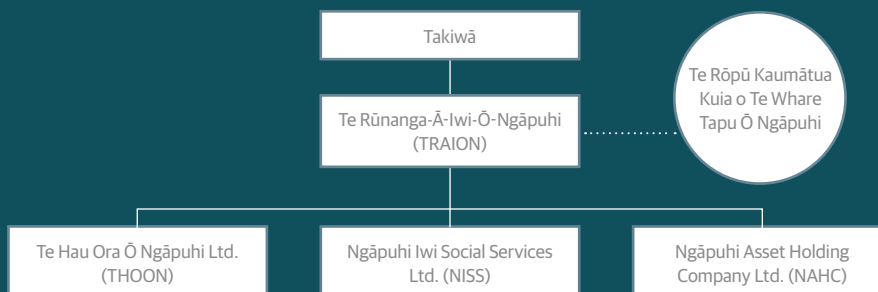 Takiwā
Te Rūnanga-Ā-Iwi-Ō-Ngāpuhi
(TRAION)
Te Rōpū Kaumātua
Kuia o Te Whare
Tapu Ō Ngāpuhi
Te Hau Ora Ō Ngāpuhi Ltd.
(THOON)
Ngāpuhi Iwi Social Services
Ltd. (NISS)
Ngāpuhi Asset Holding
Company Ltd. (NAHC)